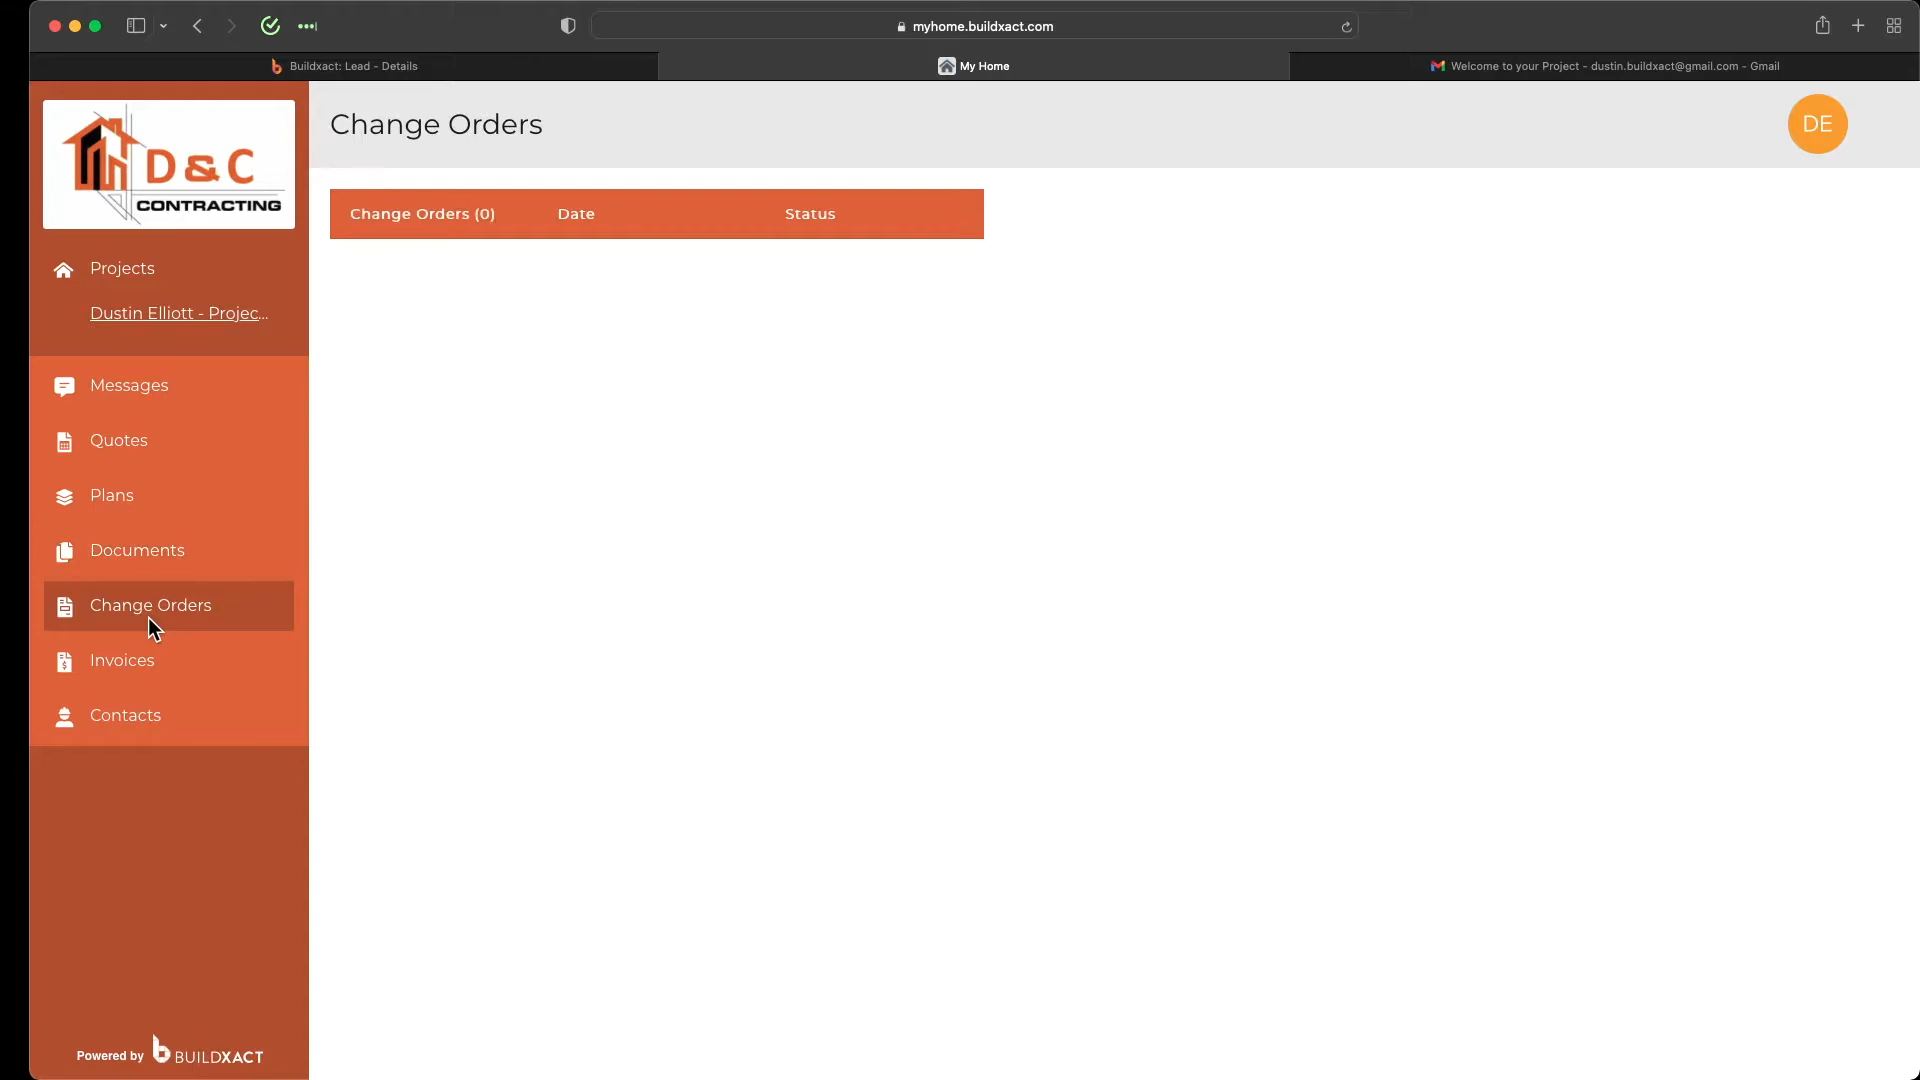 myhome.buildxact.com
Buildxact: Lead - Details
My Home
Welcome to your Project - dustin.buildxact@gmail.com - Gmail
D & C
CONTRACTING
Change Orders
DE
Change Orders (0) Date Status
Projects
Dustin Elliott - Projec...
Messages
Quotes
Plans
Documents
Change Orders
Invoices
Contacts
Powered by BUILDXACT